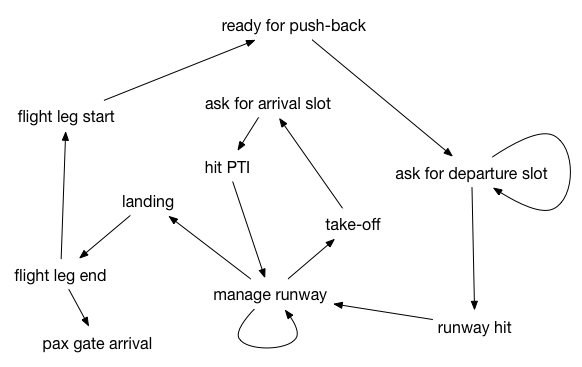 ready for push-back
ask for arrival slot
flight leg start
hit PTI
ask for departure slot
landing
take-off
flight leg end
manage runway
runway hit
pax gate arrival